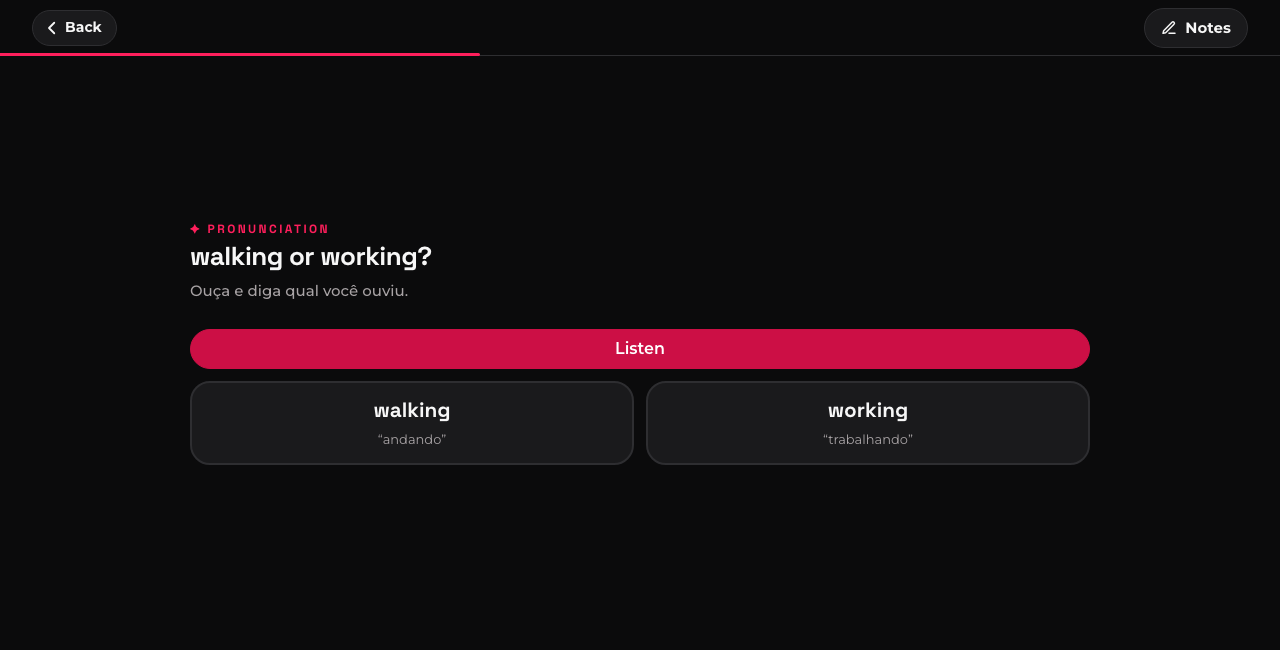 Back
Notes
PRONUNCIATION
walking or working?
Ouça e diga qual você ouviu.
Listen
walking
working
“andando”
“trabalhando”